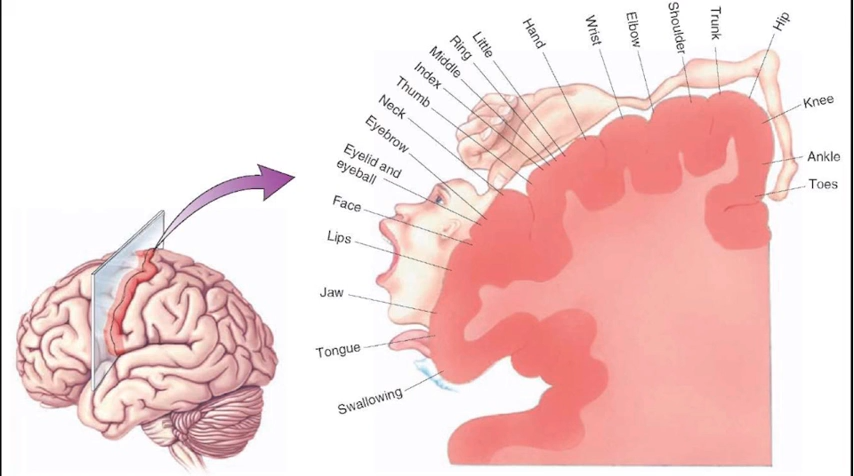 Little
Ring
Middle
Index
Thumb
Neck
Eyebrow
Eyelid and
eyeball
Face
Lips
Jaw
Tongue
Swallowing
Hand
Wrist
Elbow
Shoulder
Trunk
Hip
Knee
Ankle
Toes